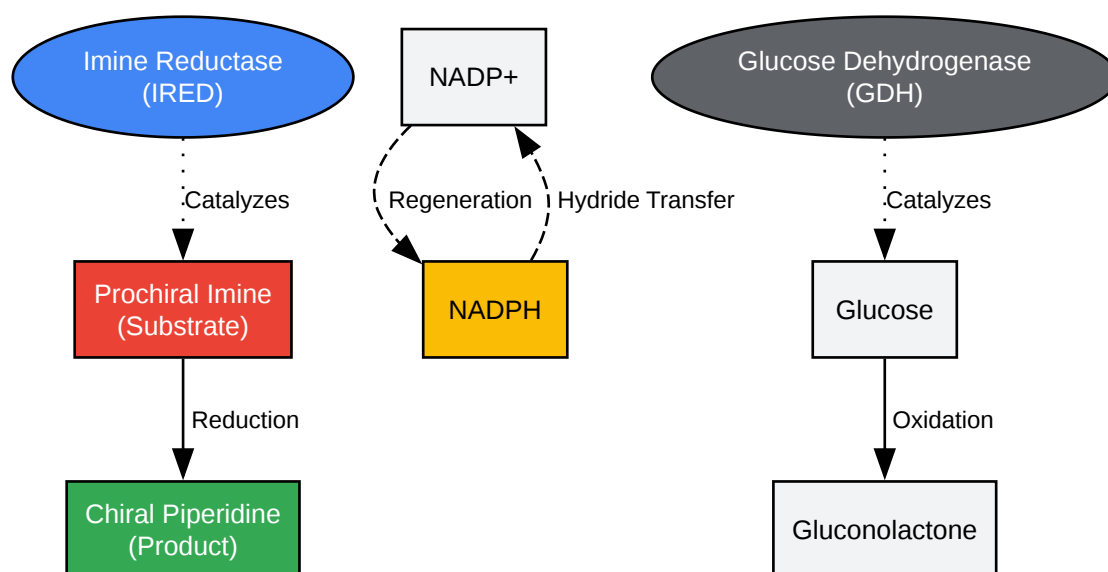 Imine Reductase
(IRED)
NADP+
Glucose Dehydrogenase
(GDH)
Catalyzes
Regeneration
Hydride Transfer
Catalyzes
Prochiral Imine
(Substrate)
NADPH
Glucose
Reduction
Oxidation
Chiral Piperidine
(Product)
Gluconolactone